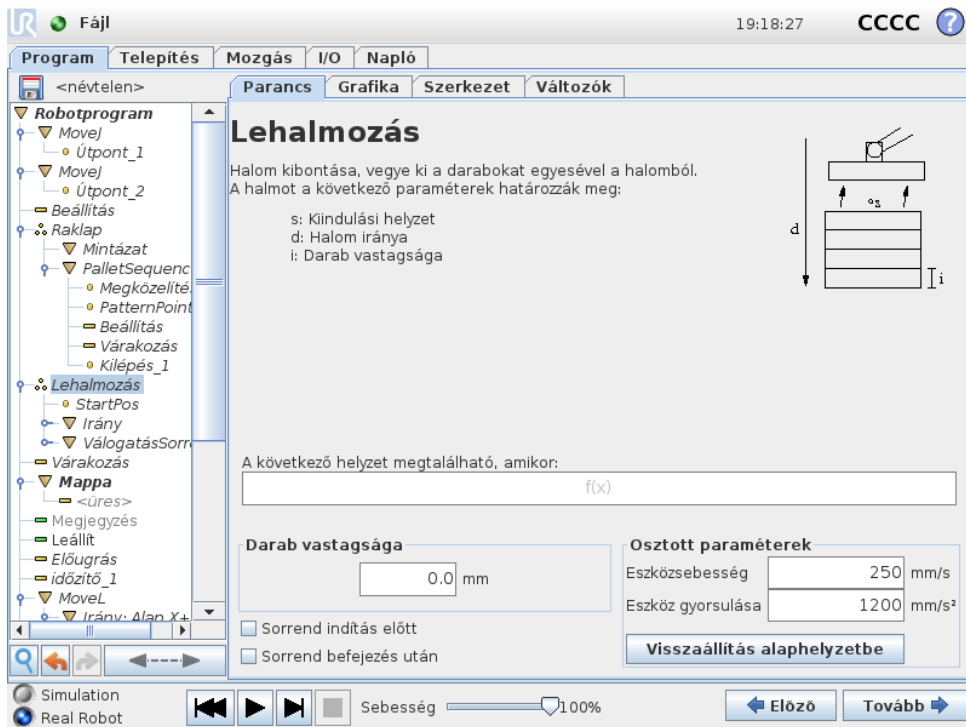 UR Fájl 19:18:27 CCCC ?
Program Telepítés Mozgás I/O Napló
<névtelen>
Parancs Grafika Szerkezet Változók
Robotprogram
MoveJ
Útpont_1
MoveJ
Útpont_2
Beállítás
Raklap
Mintázat
PalletSequenc
Megközelíté
PatternPoint
Beállítás
Várakozás
Kilépés_1
Lehalmozás
StartPos
Irány
VálogatásSorr
Várakozás
Mappa
<üres>
Megjegyzés
Leállít
Előugrás
időzítő_1
MoveL
Irány: Alap X+
Lehalmozás
Halom kibontása, vegye ki a darabokat egyesével a halomból.
A halmot a következő paraméterek határozzák meg:
s: Kiindulási helyzet
d: Halom iránya
i: Darab vastagsága
s
d
i
A következő helyzet megtalálható, amikor:
f(x)
Darab vastagsága
0.0 mm
Sorrend indítás előtt
Sorrend befejezés után
Osztott paraméterek
Eszközsebesség 250 mm/s
Eszköz gyorsulása 1200 mm/s²
Visszaállítás alaphelyzetbe
Simulation
Real Robot
Sebesség 100%
Előző
Tovább